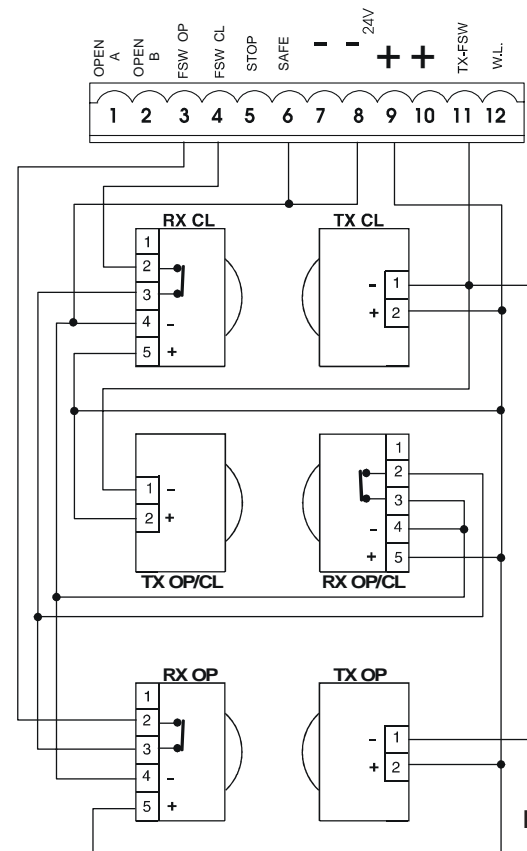 OPEN A
OPEN B
FSW OP
FSW CL
STOP
SAFE
-
- 24V
+
+
TX-FSW
W.L.
1 2 3 4 5 6 7 8 9 10 11 12
RX CL
1
2
3
4 -
5 +
TX CL
- 1
+ 2
1 -
2 +
TX OP/CL
1
2
3
- 4
+ 5
RX OP/CL
RX OP
1
2
3
4 -
5 +
TX OP
- 1
+ 2